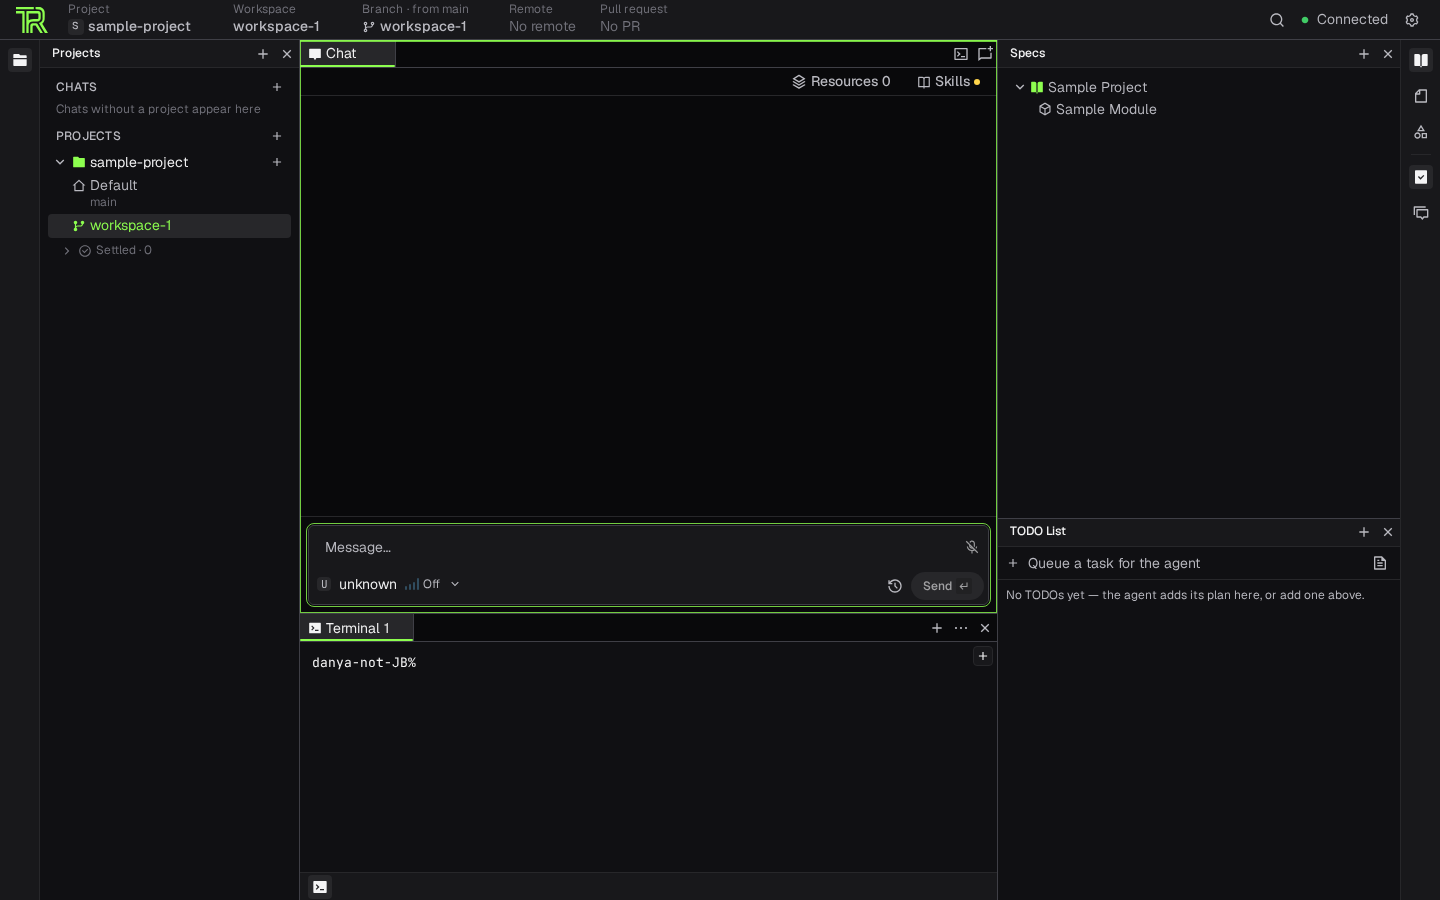 Project
S sample-project
Workspace
workspace-1
Branch · from main
workspace-1
Remote
No remote
Pull request
No PR
Connected
Projects
CHATS
Chats without a project appear here
PROJECTS
sample-project
Default
main
workspace-1
Settled · 0
Chat
Resources 0
Skills
Message...
U unknown Off
Send
Terminal 1
danya-not-JB%
Specs
Sample Project
Sample Module
TODO List
Queue a task for the agent
No TODOs yet — the agent adds its plan here, or add one above.